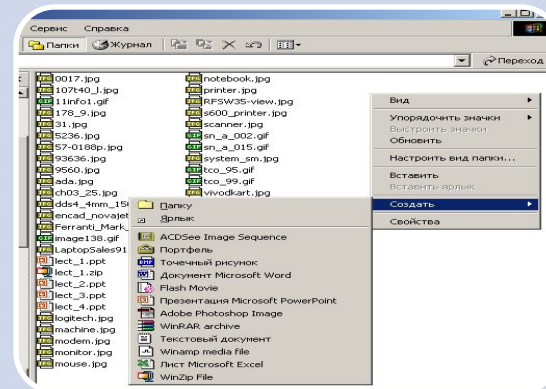 Сервис Справка
Папки Журнал
Переход
0017.jpg
107t40_l.jpg
11info1.gif
178_9.jpg
31.jpg
5236.jpg
57-0188p.jpg
93636.jpg
9560.jpg
ada.jpg
ch03_25.jpg
dds4_4mm_15
encad_novajet
Ferranti_Mark_
image138.gif
LaptopSales91
lect_1.ppt
lect_1.zip
lect_2.ppt
lect_3.ppt
lect_4.ppt
logitech.jpg
machine.jpg
modem.jpg
monitor.jpg
mouse.jpg
notebook.jpg
printer.jpg
RFSW35-view.jpg
s600_printer.jpg
scanner.jpg
sn_a_002.gif
sn_a_015.gif
system_sm.jpg
tco_95.gif
tco_99.gif
vivodkart.jpg
Вид
Упорядочить значки
Выстроить значки
Обновить
Настроить вид папки...
Вставить
Вставить ярлык
Создать
Свойства
Папку
Ярлык
ACDSee Image Sequence
Портфель
Точечный рисунок
Документ Microsoft Word
Flash Movie
Презентация Microsoft PowerPoint
Adobe Photoshop Image
WinRAR archive
Текстовый документ
Winamp media file
Лист Microsoft Excel
WinZip File